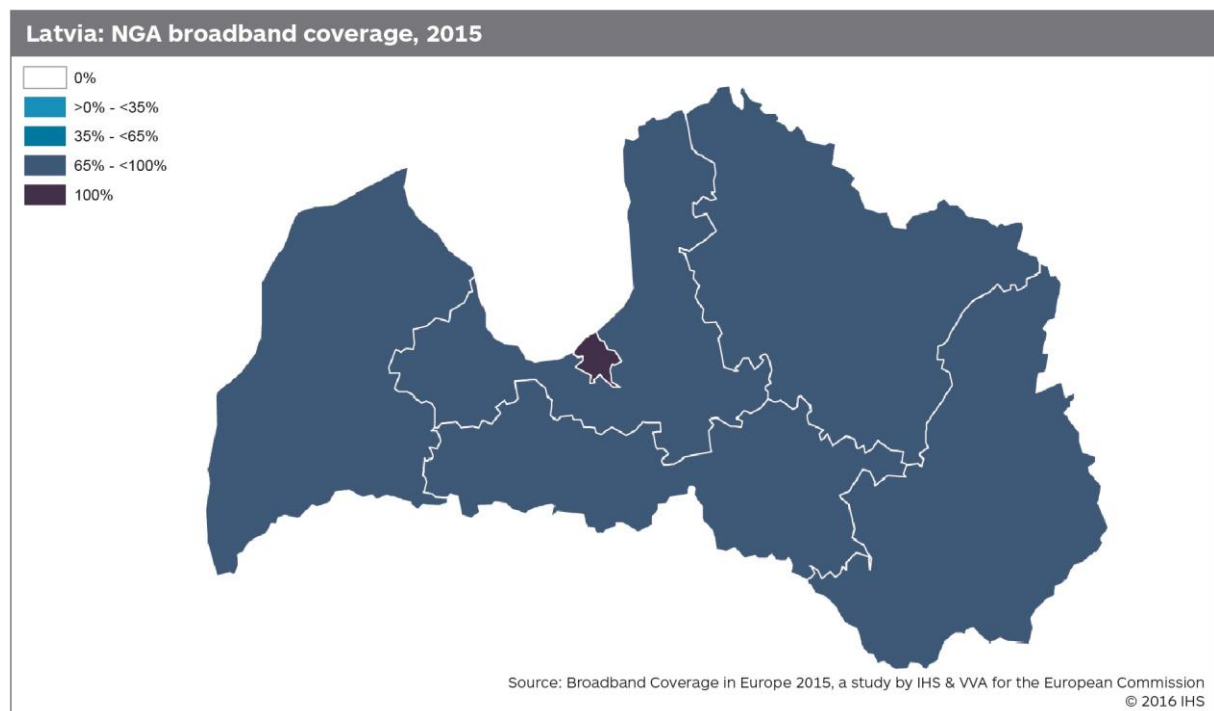 Latvia: NGA broadband coverage, 2015
0%
>0% - <35%
35% - <65%
65% - <100%
100%
Source: Broadband Coverage in Europe 2015, a study by IHS & VVA for the European Commission
© 2016 IHS